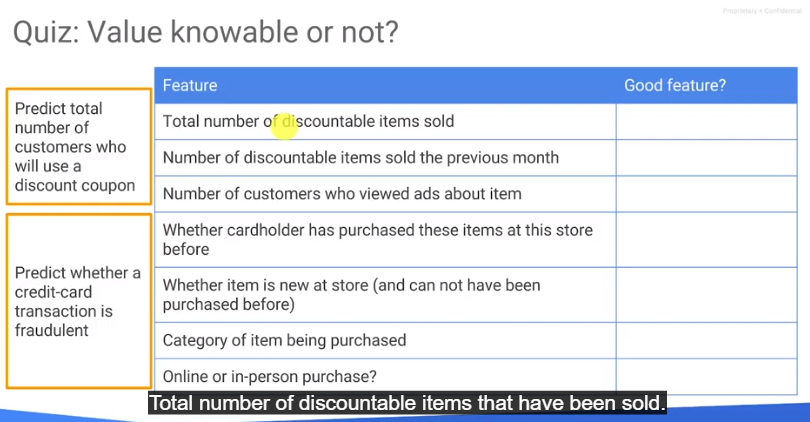 Proprietary + Confidential
Quiz: Value knowable or not?
Feature
Good feature?
Predict total
number of
customers who
will use a
discount coupon
Total number of discountable items sold
Number of discountable items sold the previous month
Number of customers who viewed ads about item
Predict whether a
credit-card
transaction is
fraudulent
Whether cardholder has purchased these items at this store
before
Whether item is new at store (and can not have been
purchased before)
Category of item being purchased
Online or in-person purchase?
Total number of discountable items that have been sold.